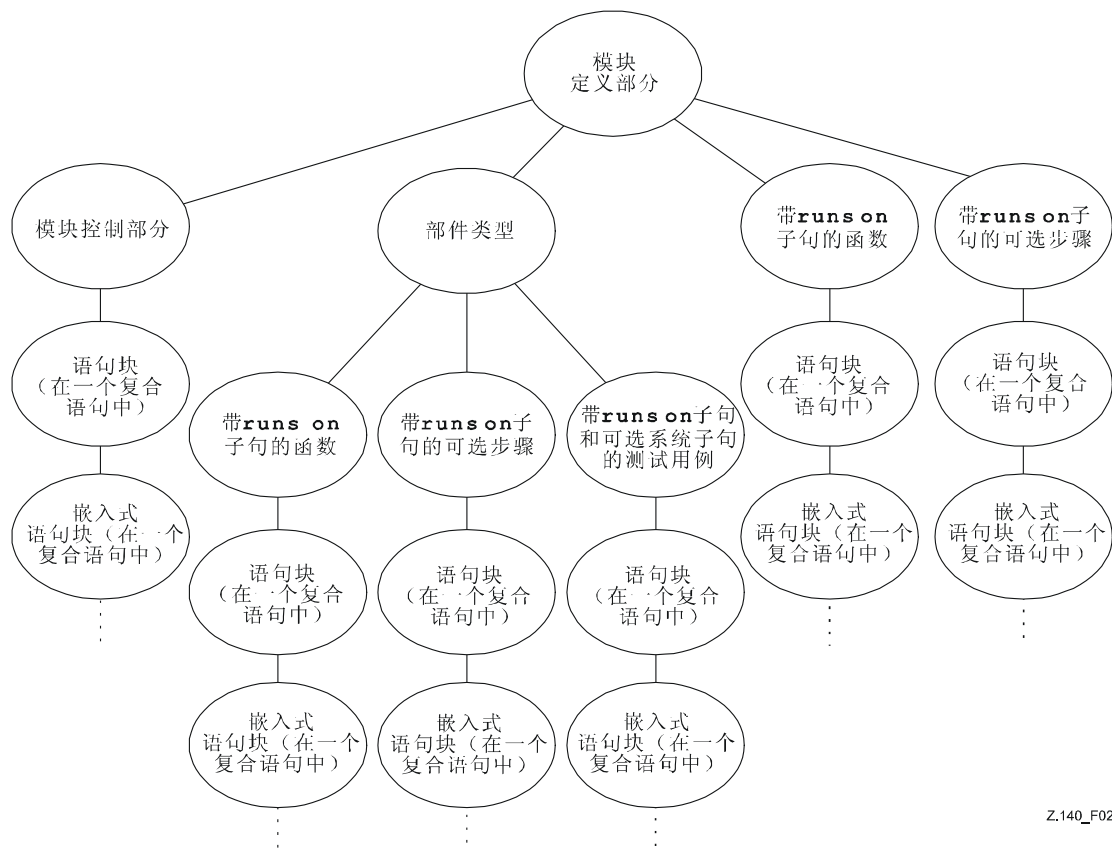 模块
定义部分
模块控制部分
部件类型
带runs on
子句的函数
带runs on子
句的可选步骤
语句块
（在一个复合
语句中）
语句块
（在一个复合
语句中）
语句块
（在一个复合
语句中）
带runs on
子句的函数
带runs on子
句的可选步骤
带runs on子句
和可选系统子句
的测试用例
嵌入式
语句块（在一个
复合语句中）
嵌入式
语句块（在一个
复合语句中）
嵌入式
语句块（在一个
复合语句中）
语句块
（在一个复合
语句中）
语句块
（在一个复合
语句中）
语句块
（在一个复合
语句中）
嵌入式
语句块（在一个
复合语句中）
嵌入式
语句块（在一个
复合语句中）
嵌入式
语句块（在一个
复合语句中）
Z.140_F02